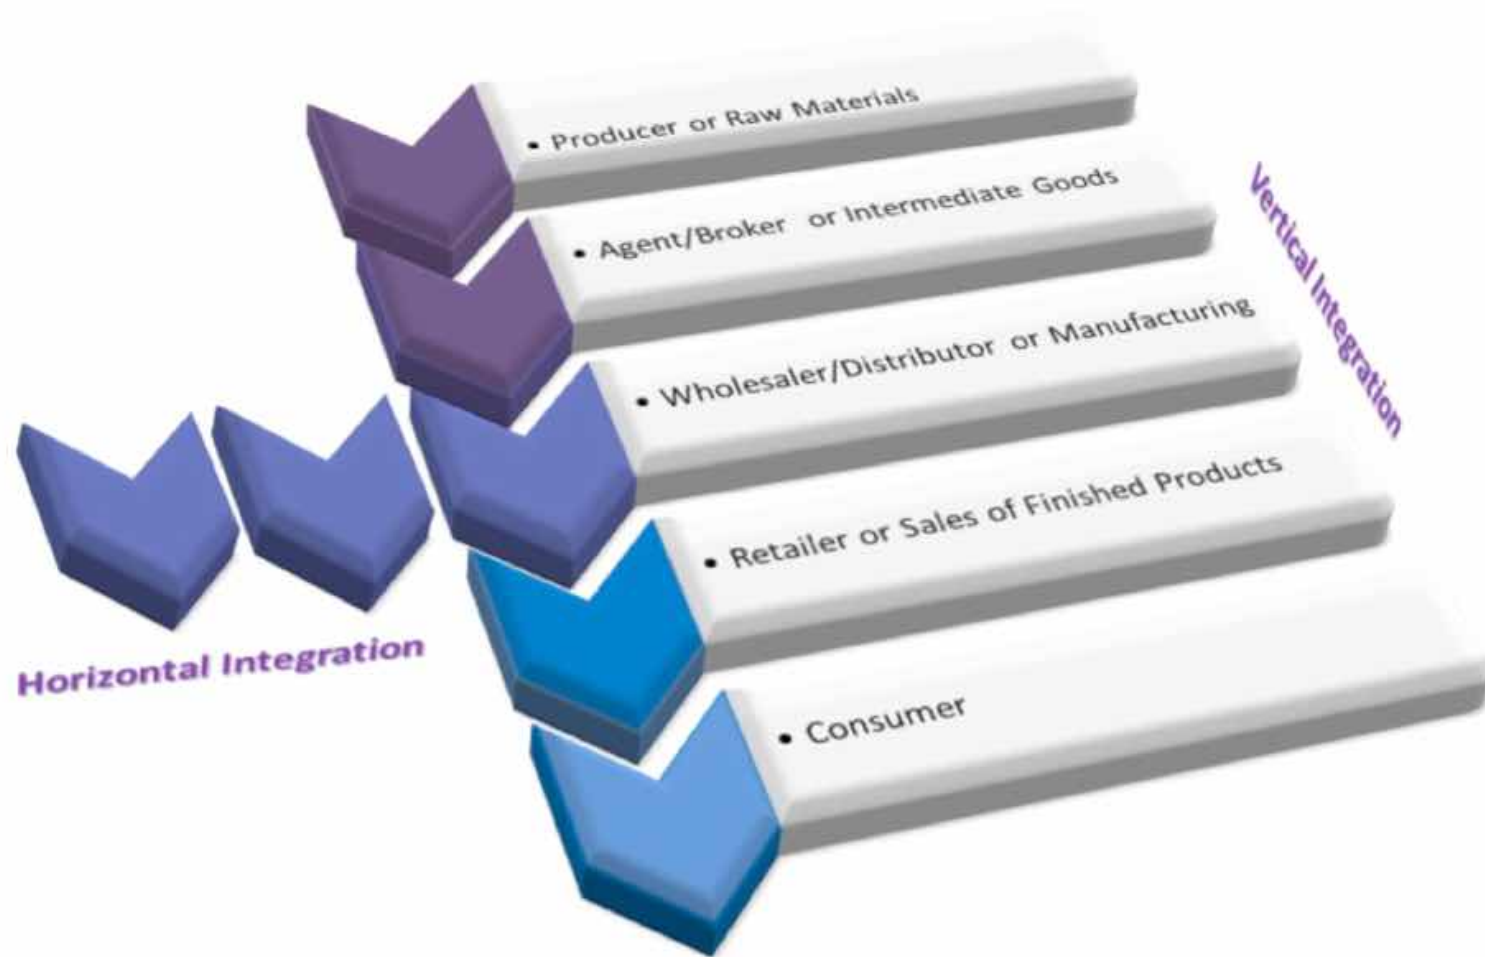 • Producer or Raw Materials
• Agent/Broker or Intermediate Goods
• Wholesaler/Distributor or Manufacturing
• Retailer or Sales of Finished Products
• Consumer
Vertical Integration
Horizontal Integration